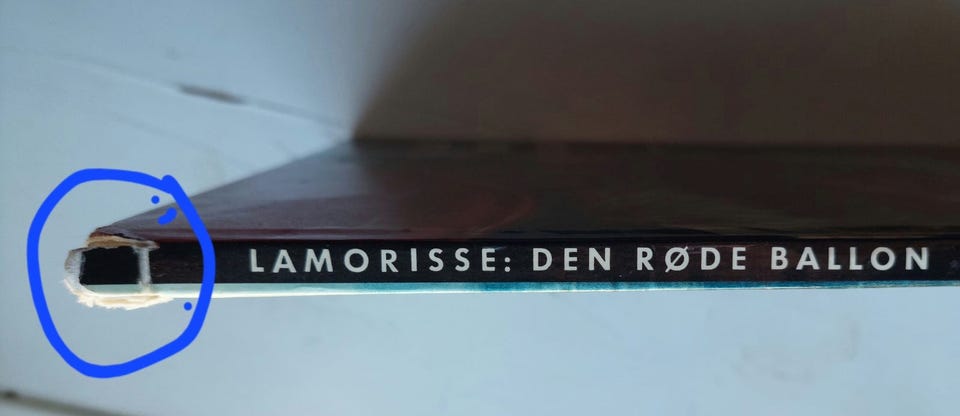 LAMORISSE: DEN RØDE BALLON